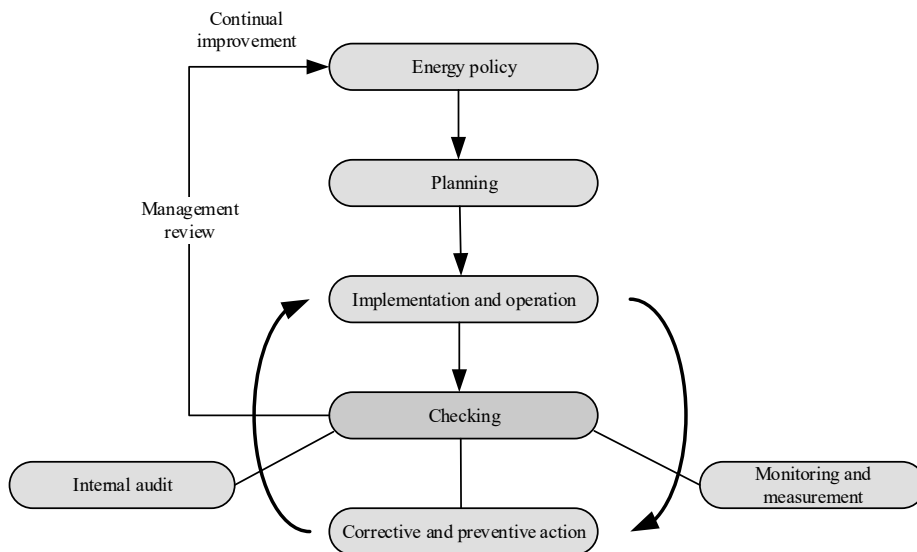 Continual
improvement
Energy policy
Planning
Management
review
Implementation and operation
Checking
Internal audit
Monitoring and
measurement
Corrective and preventive action